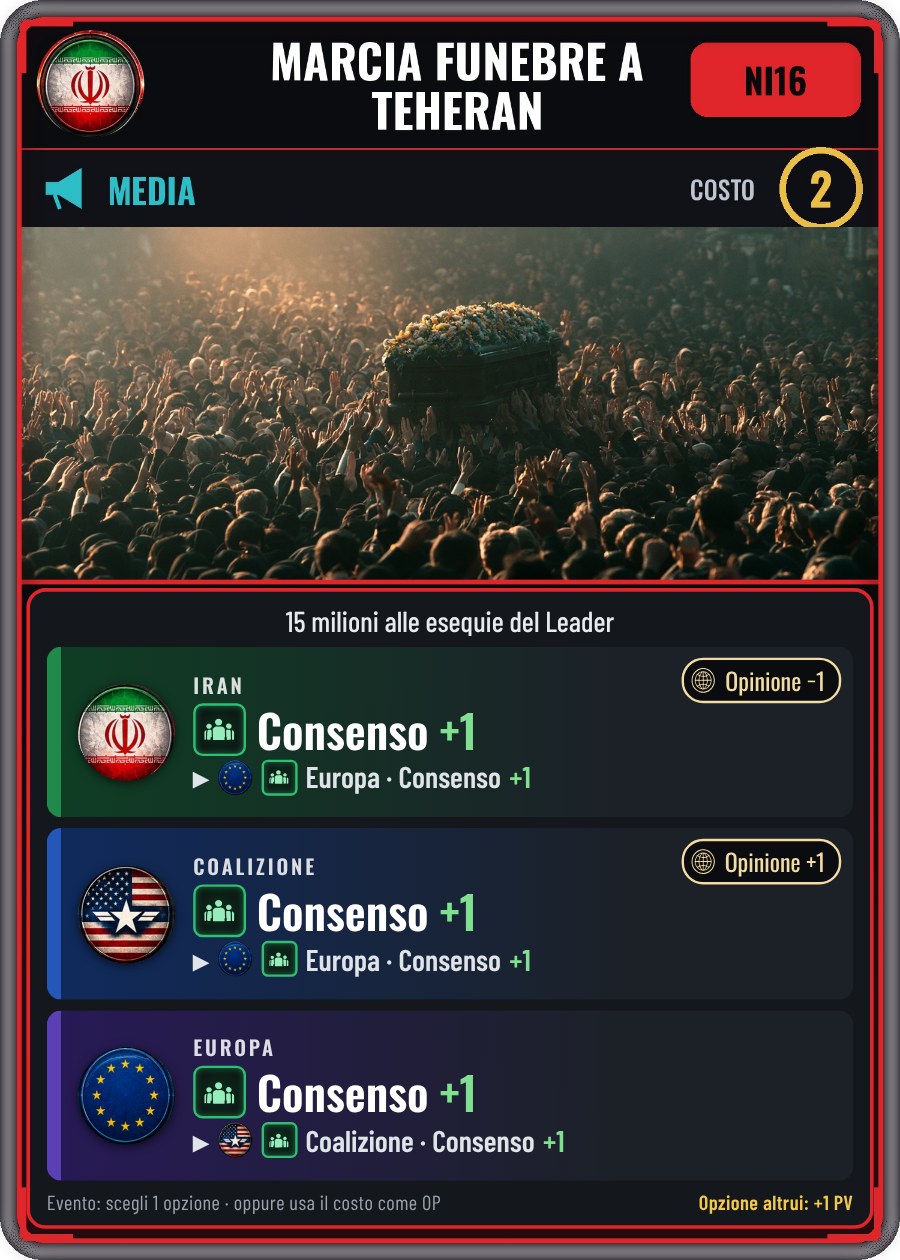 MARCIA FUNEBRE A
TEHERAN
NI16
MEDIA
COSTO
2
15 milioni alle esequie del Leader
IRAN
Opinione −1
Consenso +1
▶ Europa · Consenso +1
COALIZIONE
Opinione +1
Consenso +1
▶ Europa · Consenso +1
EUROPA
Consenso +1
▶ Coalizione · Consenso +1
Evento: scegli 1 opzione · oppure usa il costo come OP
Opzione altrui: +1 PV